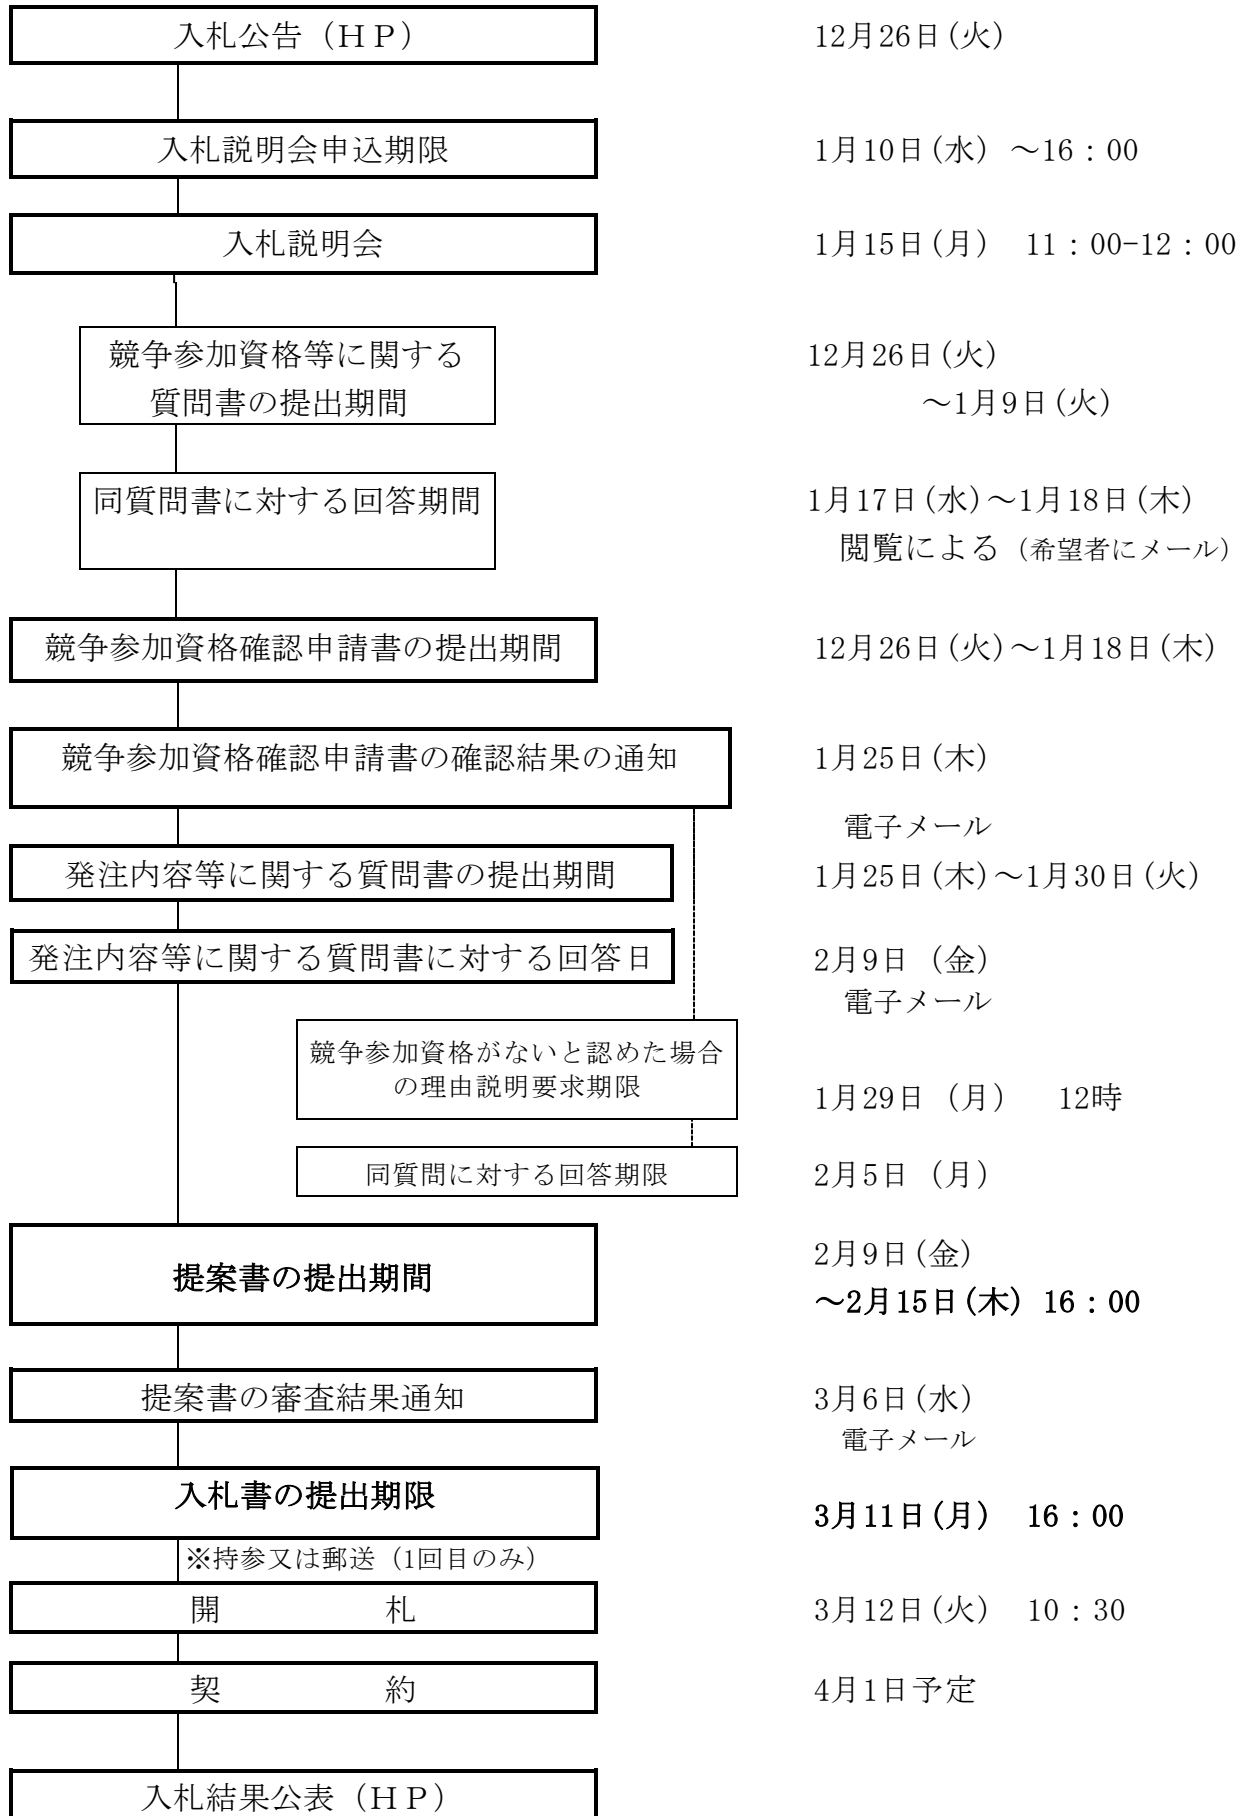 入札公告（ＨＰ）
12月26日(火)
入札説明会申込期限
1月10日(水) ～16：00
入札説明会
1月15日(月)　11：00-12：00
競争参加資格等に関する
質問書の提出期間
12月26日(火)
～1月9日(火)
同質問書に対する回答期間
1月17日(水)～1月18日(木)
閲覧による（希望者にメール）
競争参加資格確認申請書の提出期間
12月26日(火)～1月18日(木)
競争参加資格確認申請書の確認結果の通知
1月25日(木)
電子メール
発注内容等に関する質問書の提出期間
1月25日(木)～1月30日(火)
発注内容等に関する質問書に対する回答日
2月9日（金）
電子メール
競争参加資格がないと認めた場合
の理由説明要求期限
1月29日（月）　12時
同質問に対する回答期限
2月5日（月）
提案書の提出期間
2月9日(金)
～2月15日(木) 16：00
提案書の審査結果通知
3月6日(水)
電子メール
入札書の提出期限
3月11日(月)　16：00
※持参又は郵送（1回目のみ）
開　　　　　札
3月12日(火)　10：30
契　　　　　約
4月1日予定
入札結果公表（ＨＰ）